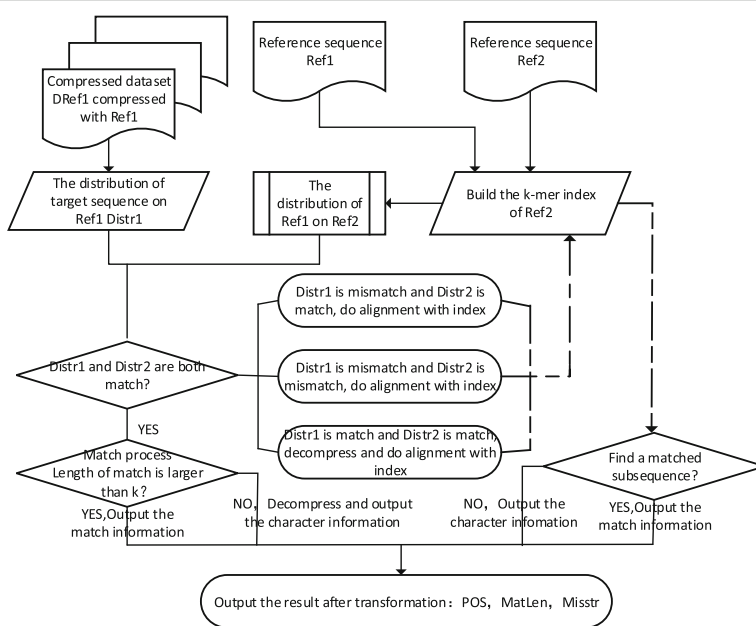 Reference sequence
Ref1
Reference sequence
Ref2
Compressed dataset
DRef1 compressed
with Ref1
The distribution of
target sequence on
Ref1 Distr1
The
distribution of
Ref1 on Ref2
Build the k-mer index
of Ref2
Distr1 is mismatch and Distr2 is
match, do alignment with index
Distr1 and Distr2 are both
match?
Distr1 is mismatch and Distr2 is
mismatch, do alignment with index
YES
Distr1 is match and Distr2 is match,
decompress and do alignment with
index
Match process
Length of match is larger
than k?
Find a matched
subsequence?
YES,Output the
match information
NO, Decompress and output
the character information
NO, Output the
character infomation
YES,Output the
match information
Output the result after transformation: POS, MatLen, Misstr